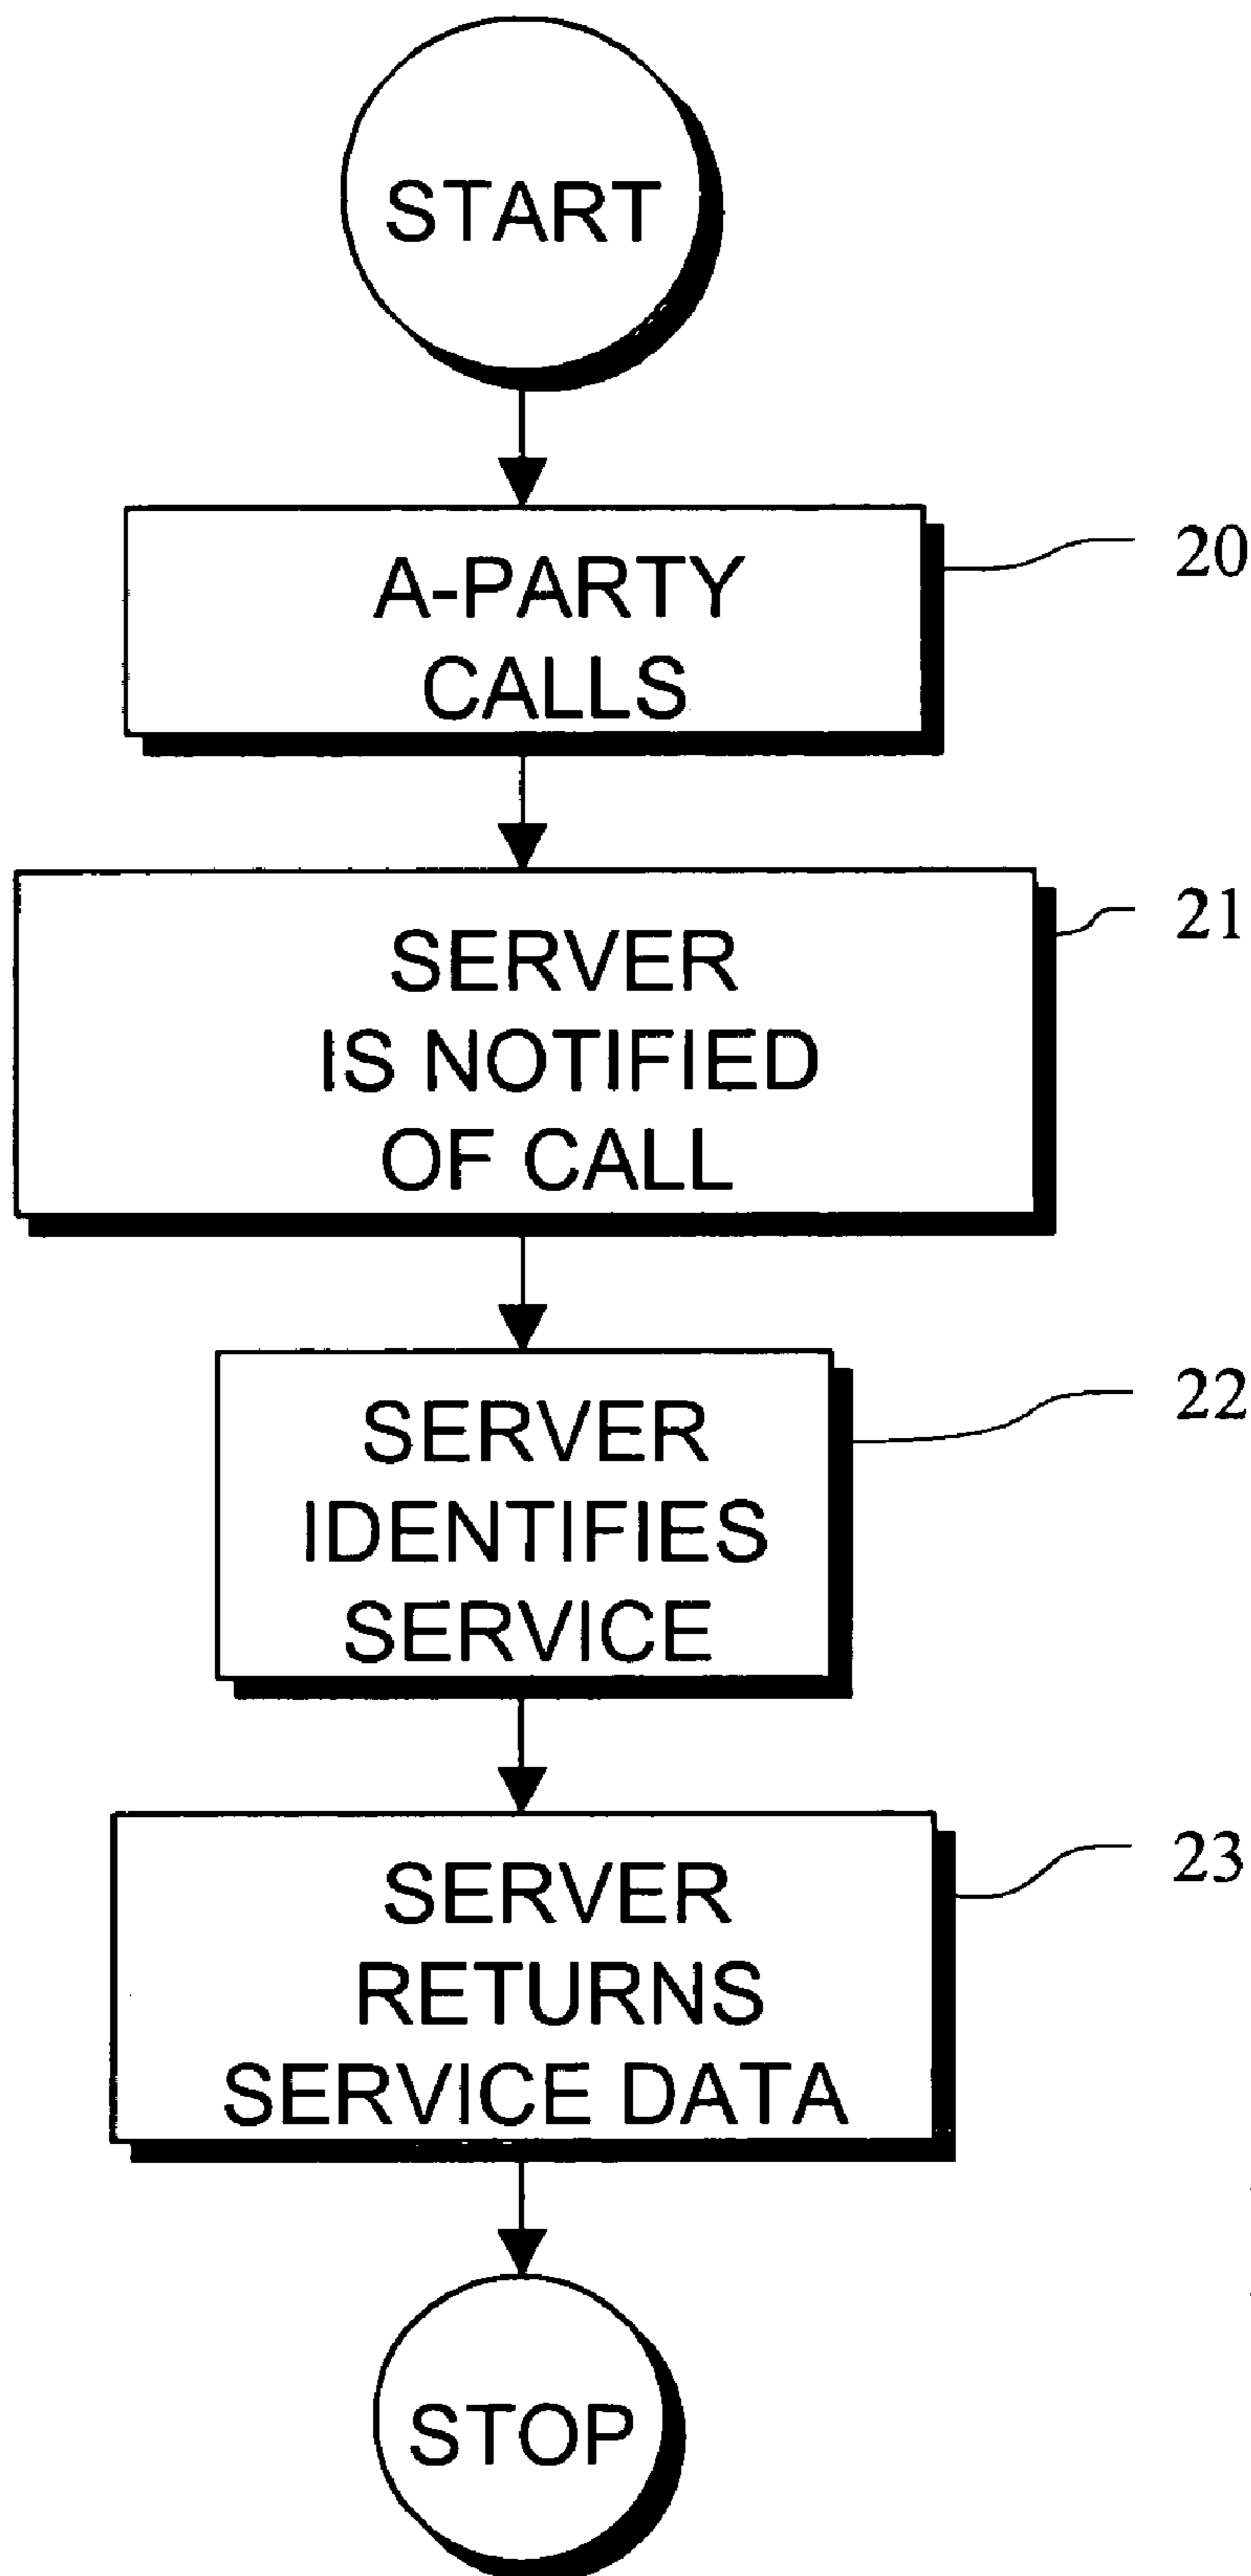 START
A-PARTY
CALLS
20
SERVER
IS NOTIFIED
OF CALL
21
SERVER
IDENTIFIES
SERVICE
22
SERVER
RETURNS
SERVICE DATA
23
STOP